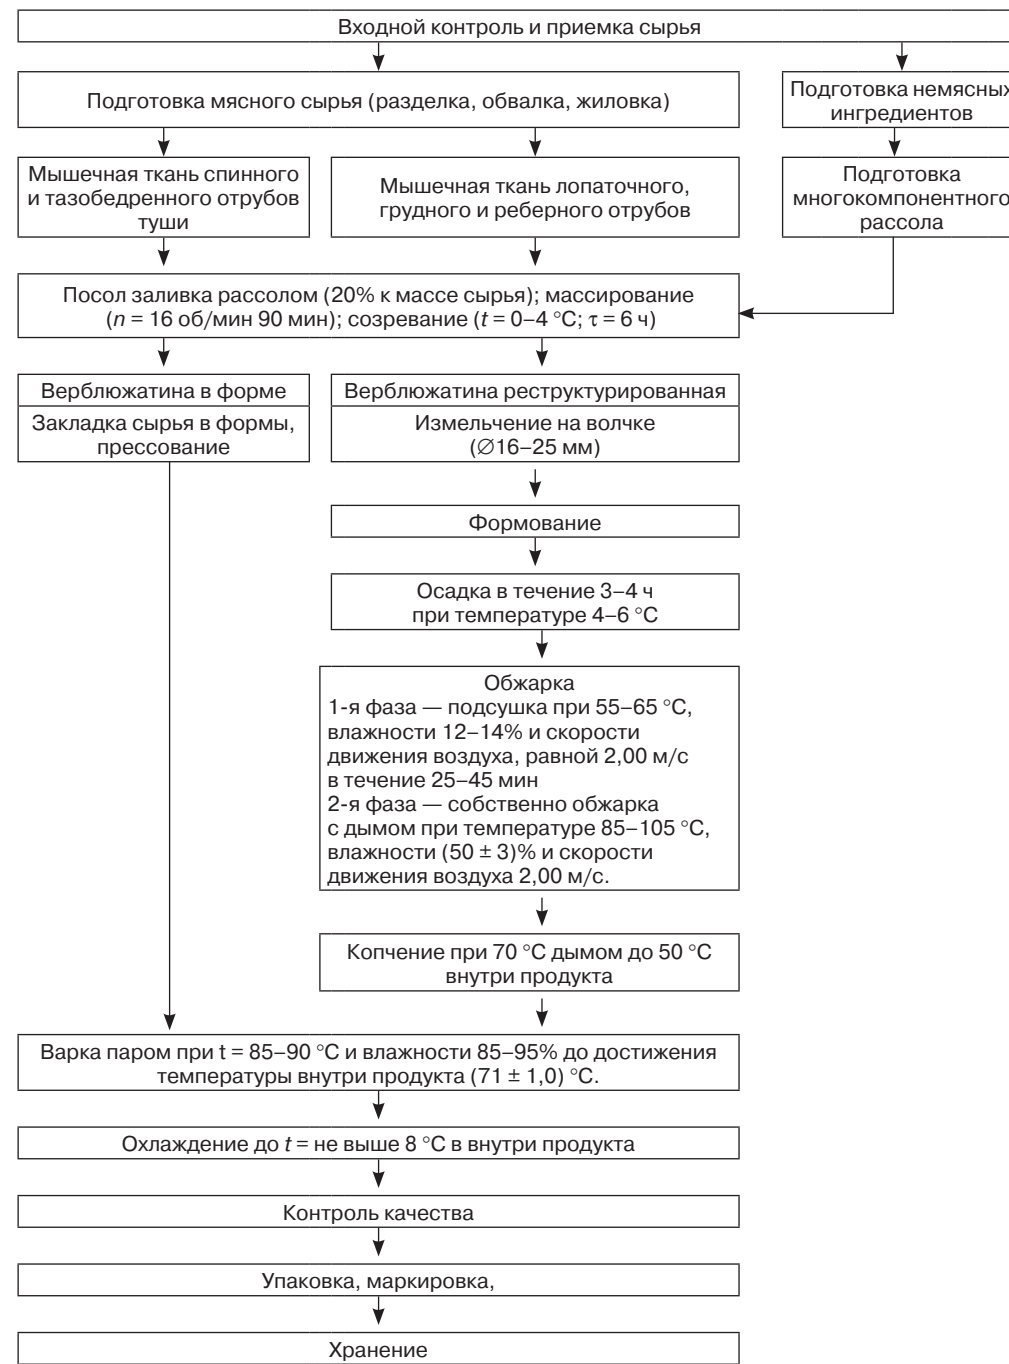 Входной контроль и приемка сырья
Подготовка мясного сырья (разделка, обвалка, жиловка)
Подготовка немясных
ингредиентов
Мышечная ткань спинного
и тазобедренного отрубов
туши
Мышечная ткань лопаточного,
грудного и реберного отрубов
Подготовка
многокомпонентного
рассола
Посол заливка рассолом (20% к массе сырья); массирование
(n = 16 об/мин 90 мин); созревание (t = 0–4 °C; τ = 6 ч)
Верблюжатина в форме
Закладка сырья в формы,
прессование
Верблюжатина реструктурированная
Измельчение на волчке
(∅16–25 мм)
Формование
Осадка в течение 3–4 ч
при температуре 4–6 °C
Обжарка
1-я фаза — подсушка при 55–65 °C,
влажности 12–14% и скорости
движения воздуха, равной 2,00 м/с
в течение 25–45 мин
2-я фаза — собственно обжарка
с дымом при температуре 85–105 °C,
влажности (50 ± 3)% и скорости
движения воздуха 2,00 м/с.
Копчение при 70 °C дымом до 50 °C
внутри продукта
Варка паром при t = 85–90 °C и влажности 85–95% до достижения
температуры внутри продукта (71 ± 1,0) °C.
Охлаждение до t = не выше 8 °C в внутри продукта
Контроль качества
Упаковка, маркировка,
Хранение